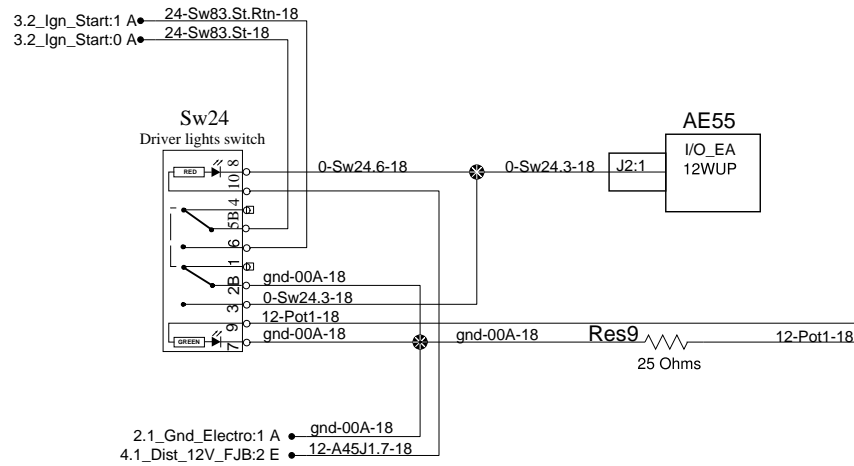 3.2_Ign_Start:1 A 24-Sw83.St.Rtn-18
3.2_Ign_Start:0 A 24-Sw83.St-18
Sw24
Driver lights switch
AE55
I/O_EA
12WUP
J2:1
RED
8
10
4
5B
6
1
2B
3
9
7
GREEN
0-Sw24.6-18
0-Sw24.3-18
gnd-00A-18
0-Sw24.3-18
12-Pot1-18
gnd-00A-18
gnd-00A-18
Res9
25 Ohms
12-Pot1-18
2.1_Gnd_Electro:1 A gnd-00A-18
4.1_Dist_12V_FJB:2 E 12-A45J1.7-18